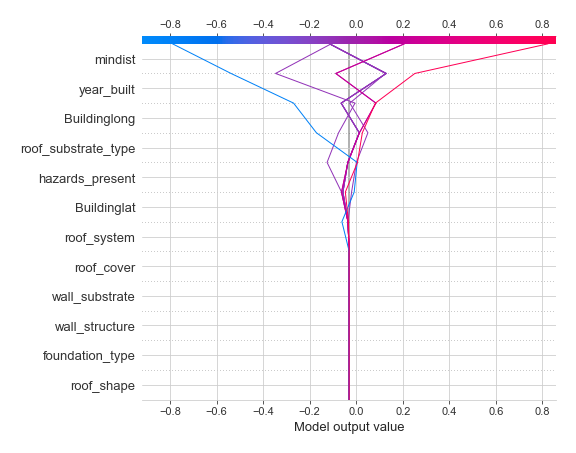 −0.8 −0.6 −0.4 −0.2 0.0 0.2 0.4 0.6 0.8
mindist
year_built
Buildinglong
roof_substrate_type
hazards_present
Buildinglat
roof_system
roof_cover
wall_substrate
wall_structure
foundation_type
roof_shape
−0.8 −0.6 −0.4 −0.2 0.0 0.2 0.4 0.6 0.8
Model output value